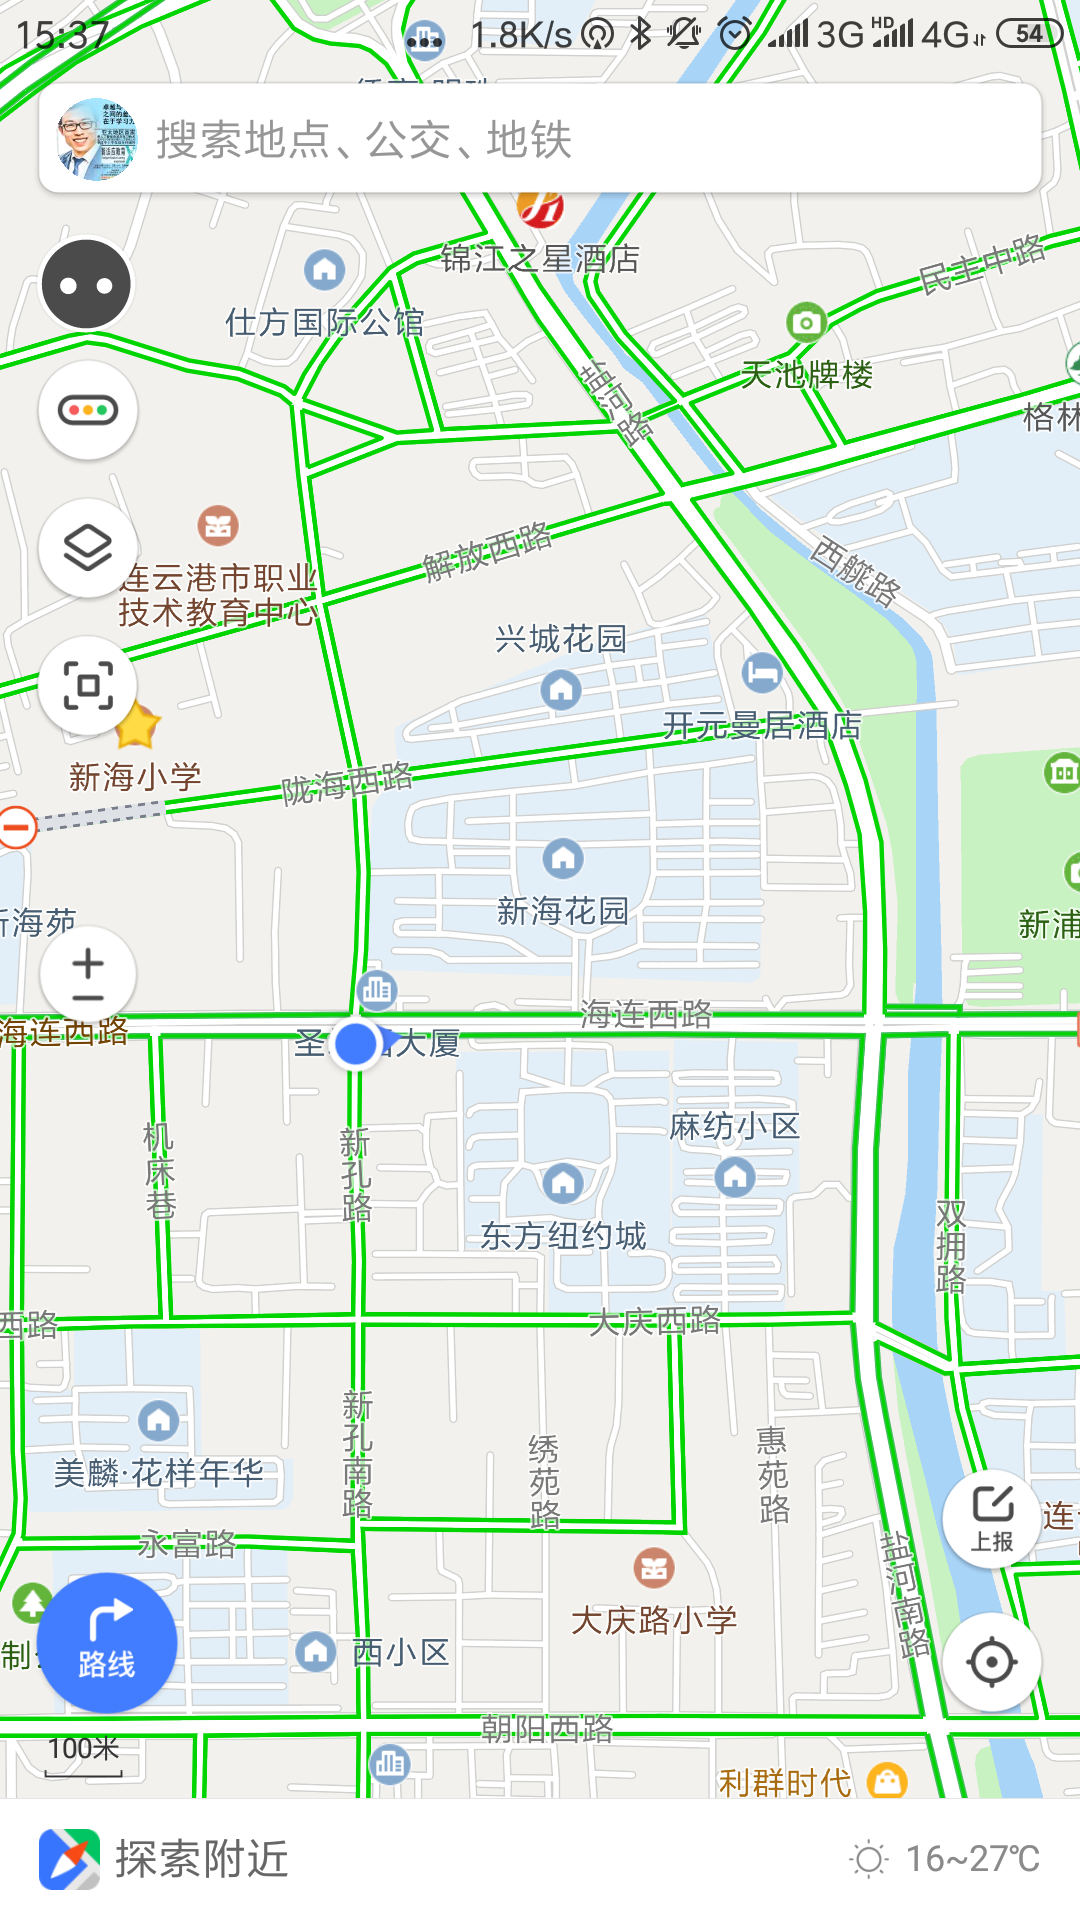 15:37
1.8K/s
3G
HD
4G
54
搜索地点、公交、地铁
锦江之星酒店
民主中路
仕方国际公馆
天池牌楼
盐河路
格林
解放西路
西艞路
连云港市职业
技术教育中心
兴城花园
开元曼居酒店
新海小学
陇海西路
新海花园
新海苑
新浦
海连西路
海连西路
大厦
麻纺小区
机床巷
新孔路
双拥路
东方纽约城
西路
大庆西路
新孔南路
绣苑路
惠苑路
美麟·花样年华
上报
连
永富路
盐河南路
大庆路小学
路线
制
西小区
朝阳西路
100米
利群时代
探索附近
16~27℃